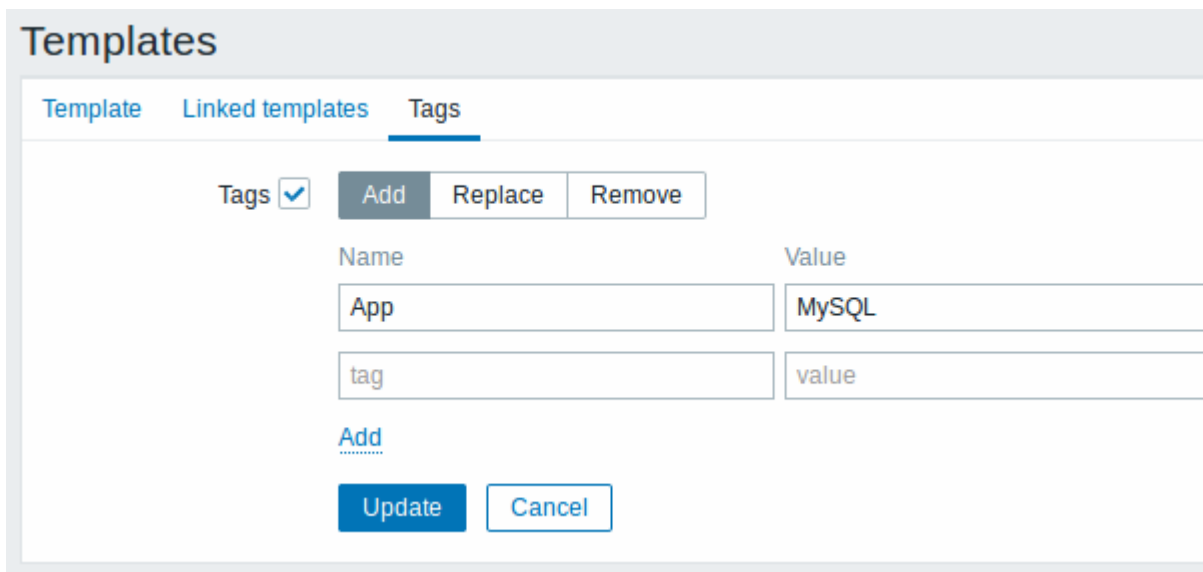 Templates
Template Linked templates Tags
Tags Add Replace Remove
Name Value
App MySQL
tag value
Add
Update Cancel